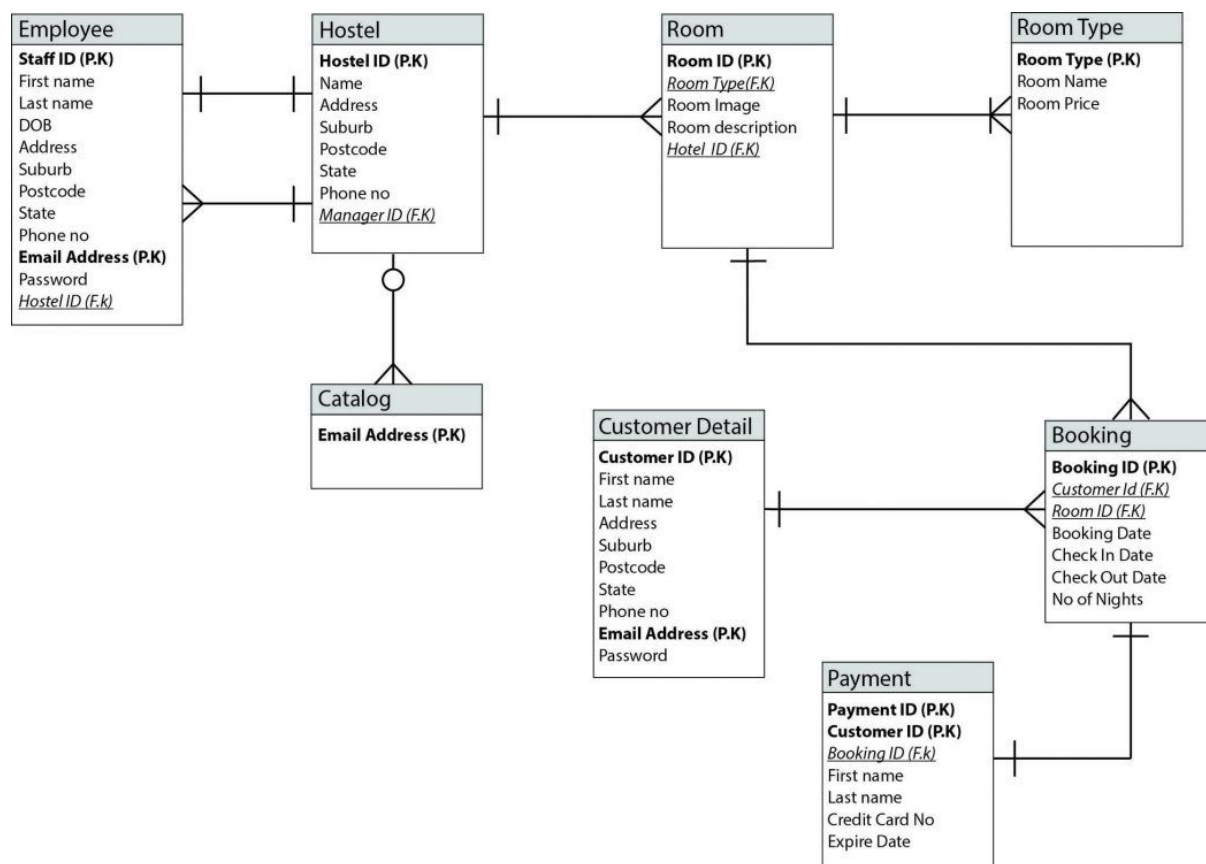 Employee
Staff ID (P.K)
First name
Last name
DOB
Address
Suburb
Postcode
State
Phone no
Email Address (P.K)
Password
Hostel ID (F.k)
Hostel
Hostel ID (P.K)
Name
Address
Suburb
Postcode
State
Phone no
Manager ID (F.K)
Room
Room ID (P.K)
Room Type(F.K)
Room Image
Room description
Hotel ID (F.K)
Room Type
Room Type (P.K)
Room Name
Room Price
Catalog
Email Address (P.K)
Customer Detail
Customer ID (P.K)
First name
Last name
Address
Suburb
Postcode
State
Phone no
Email Address (P.K)
Password
Booking
Booking ID (P.K)
Customer Id (F.K)
Room ID (F.K)
Booking Date
Check In Date
Check Out Date
No of Nights
Payment
Payment ID (P.K)
Customer ID (P.K)
Booking ID (F.k)
First name
Last name
Credit Card No
Expire Date